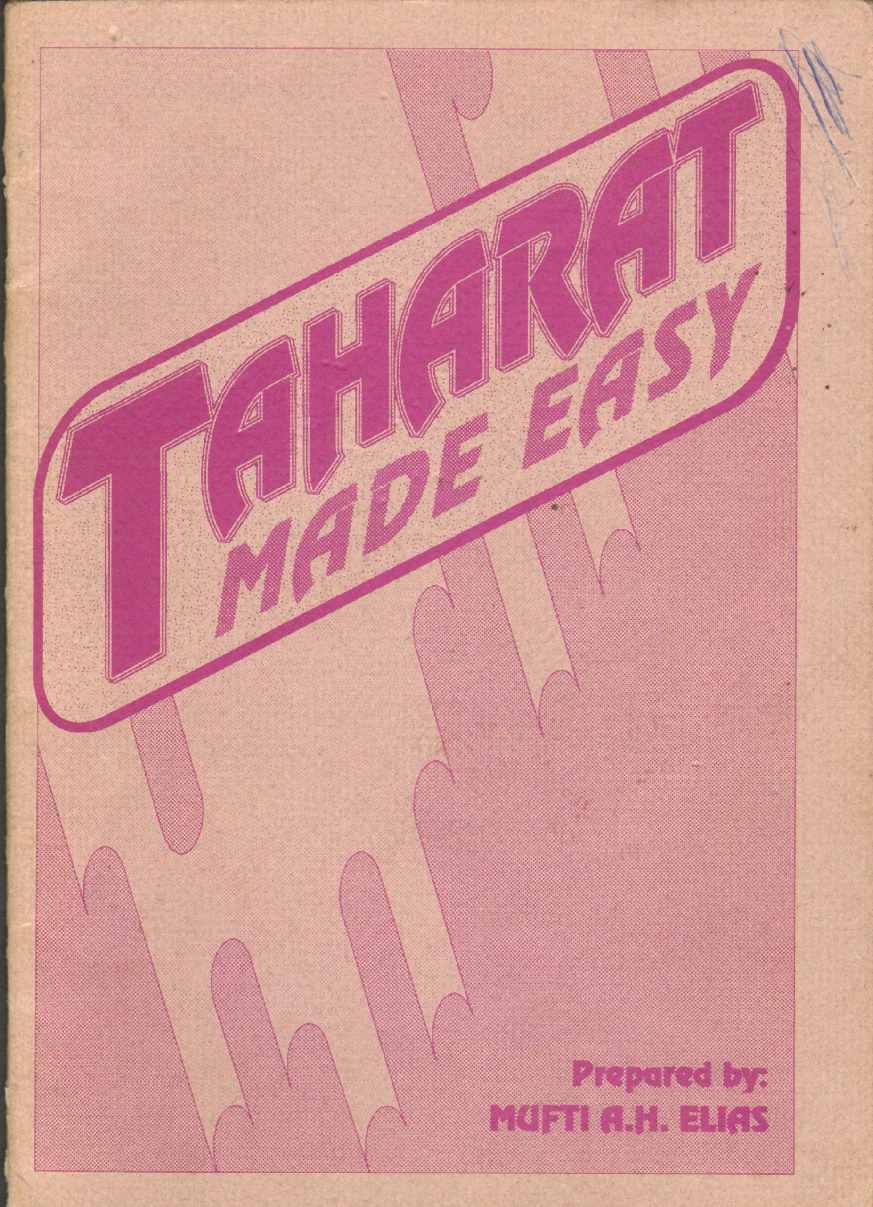 TAHARAT
MADE EASY
Prepared by:
MUFTI A.H. ELIAS